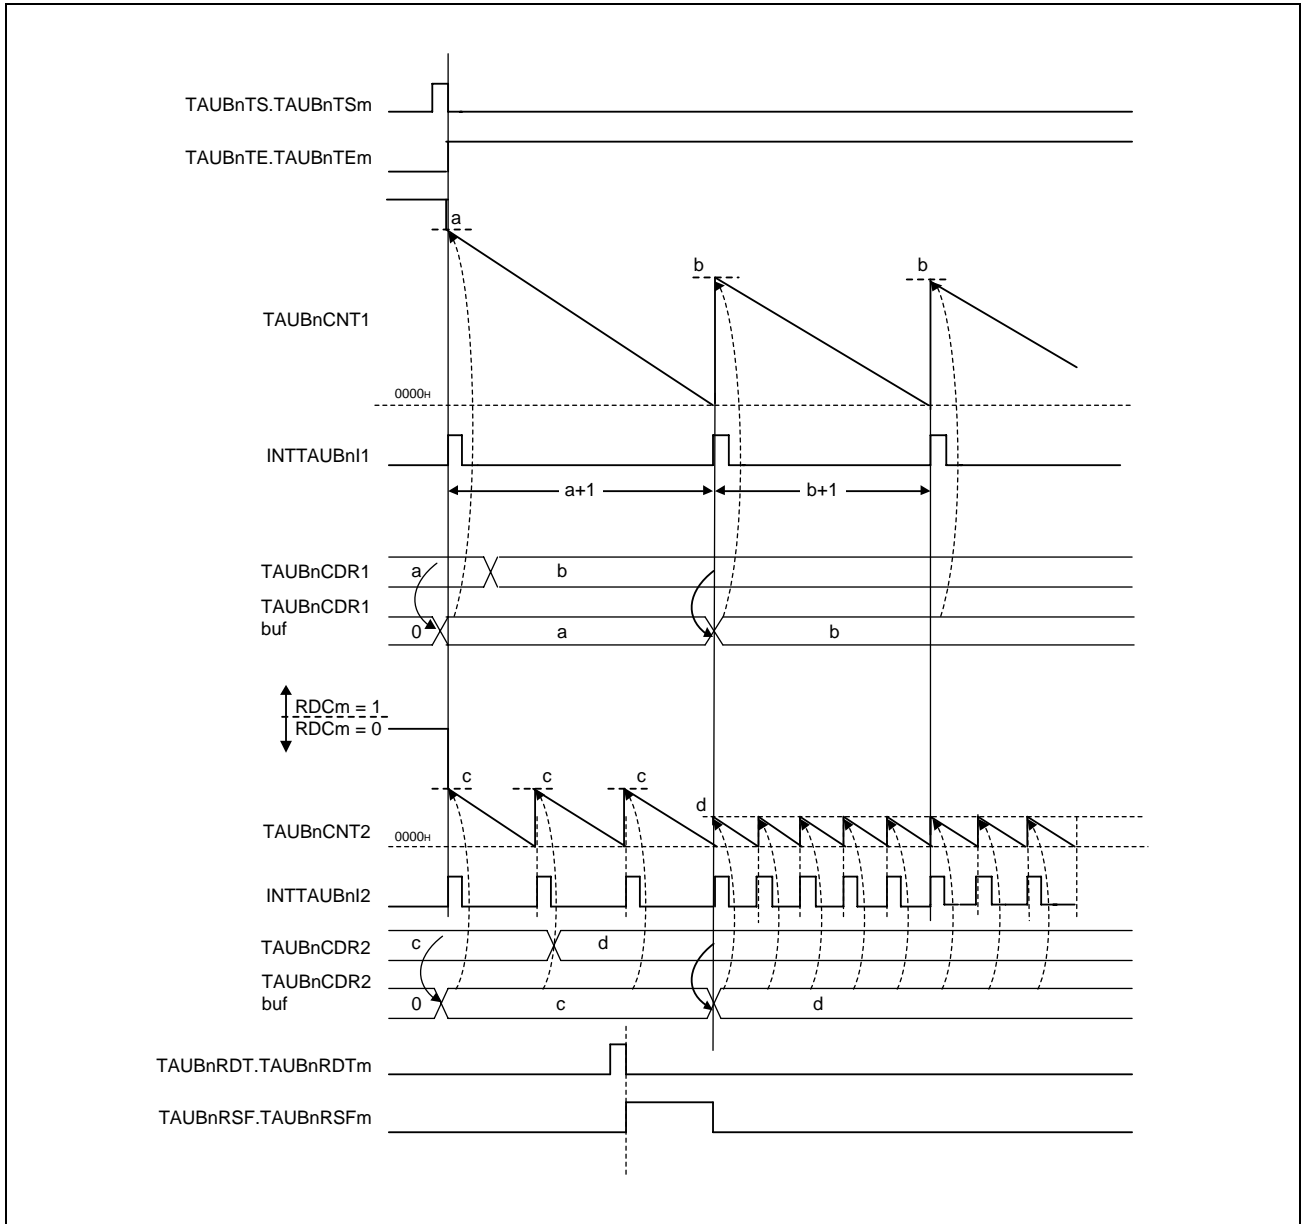 TAUBnTS.TAUBnTSm
TAUBnTE.TAUBnTEm
a
b
b
TAUBnCNT1
0000H
INTTAUBnI1
a+1
b+1
TAUBnCDR1
a
b
TAUBnCDR1
buf
0
a
b
RDCm = 1
RDCm = 0
c
c
c
d
TAUBnCNT2
0000H
INTTAUBnI2
TAUBnCDR2
c
d
TAUBnCDR2
buf
0
c
d
TAUBnRDT.TAUBnRDTm
TAUBnRSF.TAUBnRSFm